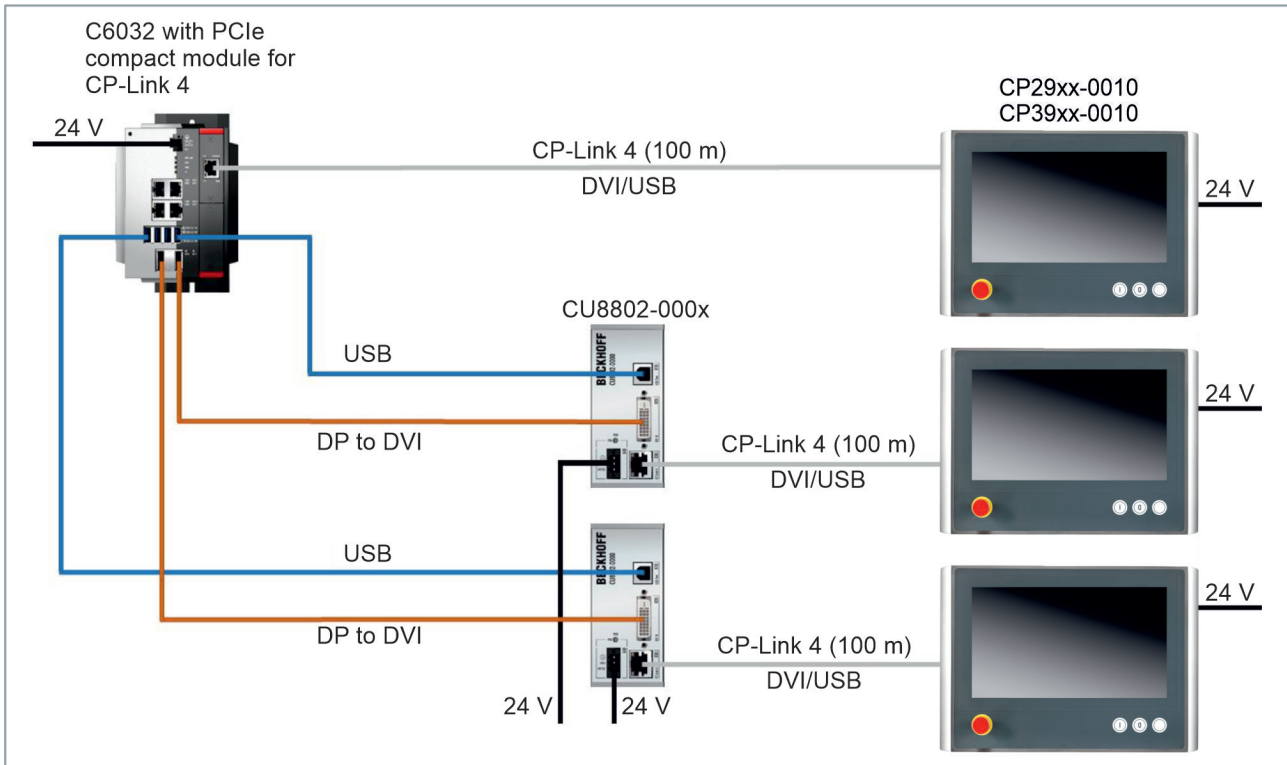 C6032 with PCIe
compact module for
CP-Link 4
24 V
CP29xx-0010
CP39xx-0010
CP-Link 4 (100 m)
DVI/USB
24 V
CU8802-000x
USB
BECKHOFF
DP to DVI
CP-Link 4 (100 m)
DVI/USB
24 V
USB
BECKHOFF
DP to DVI
CP-Link 4 (100 m)
DVI/USB
24 V
24 V
24 V